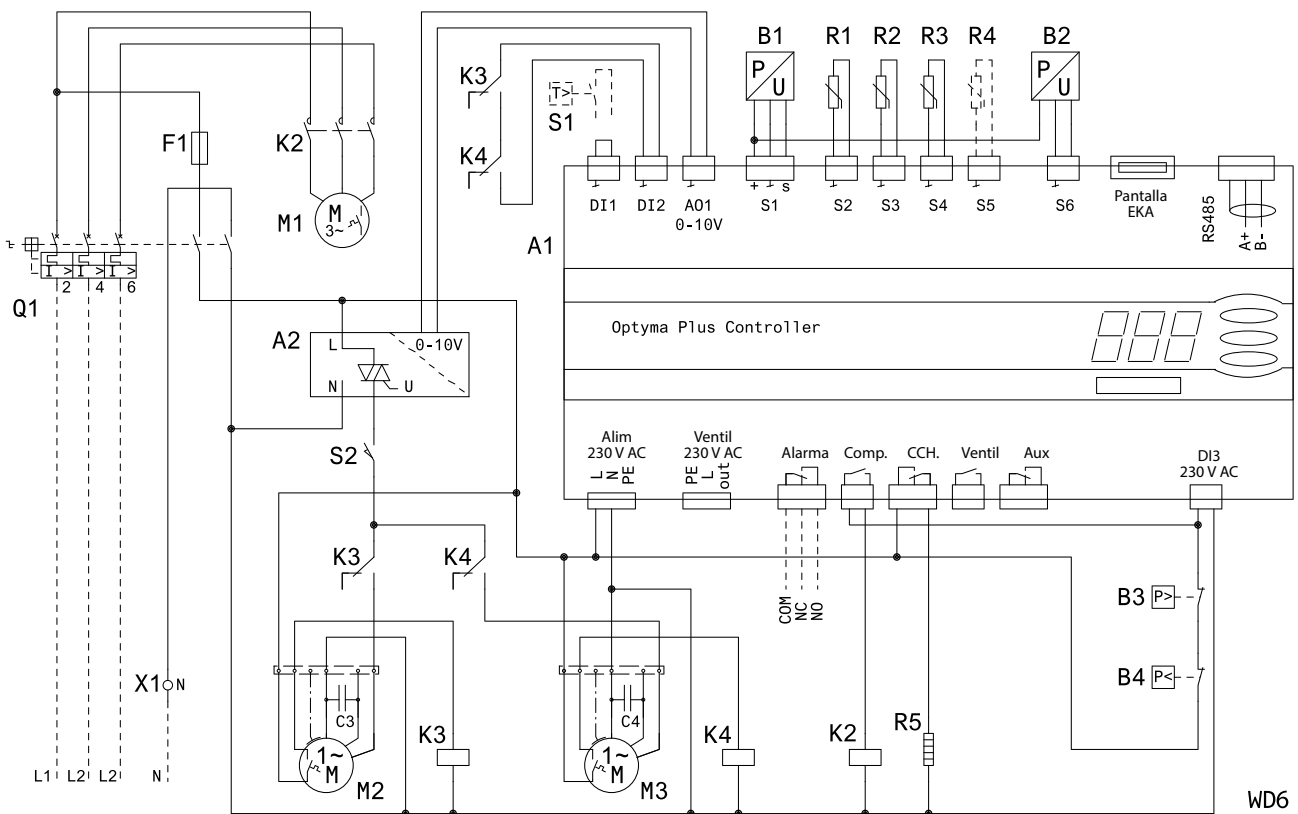 B1 R1 R2 R3 R4 B2
P U
P U
K3
T>
S1
F1
K2
K4
M1
M
3~
DI1 DI2 AO1 S1 S2 S3 S4 S5 S6
+ s
0-10V
Pantalla
EKA
RS485
A+
B-
A1
Q1
I > I > I >
2 4 6
Optyma Plus Controller
A2
L
0-10V
N
U
S2
Alim
230 V AC
L
N
PE
Ventil
230 V AC
PE
L
out
Alarma
Comp.
CCH.
Ventil
Aux
DI3
230 V AC
K3 K4
COM
NC
NO
B3 P>
B4 P<
X1 N
C3
C4
K3
K4
K2
R5
1~
M
M2
1~
M
M3
L1 L2 L2 N
WD6